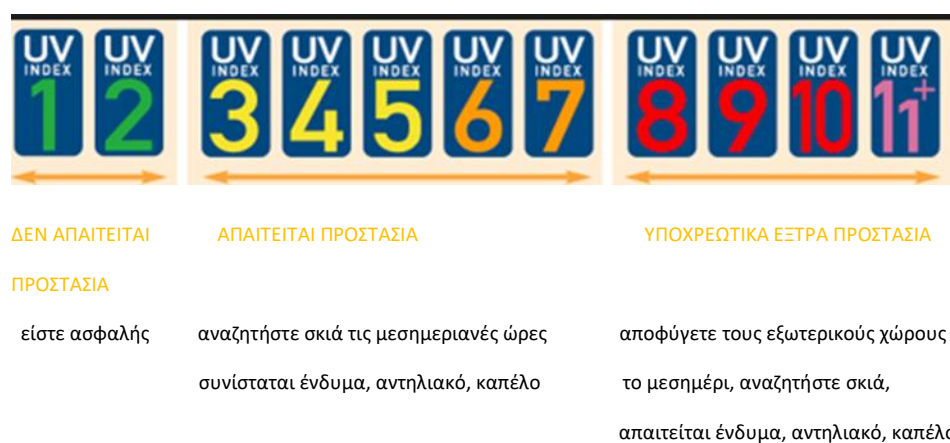 UV INDEX 1 UV INDEX 2 UV INDEX 3 UV INDEX 4 UV INDEX 5 UV INDEX 6 UV INDEX 7 UV INDEX 8 UV INDEX 9 UV INDEX 10 UV INDEX 11+
ΔΕΝ ΑΠΑΙΤΕΙΤΑΙ ΑΠΑΙΤΕΙΤΑΙ ΠΡΟΣΤΑΣΙΑ ΥΠΟΧΡΕΩΤΙΚΑ ΕΞΤΡΑ ΠΡΟΣΤΑΣΙΑ
ΠΡΟΣΤΑΣΙΑ
είστε ασφαλής αναζητήστε σκιά τις μεσημεριανές ώρες αποφύγετε τους εξωτερικούς χώρους
συνίσταται ένδυμα, αντηλιακό, καπέλο το μεσημέρι, αναζητήστε σκιά,
απαιτείται ένδυμα, αντηλιακό, καπέλο